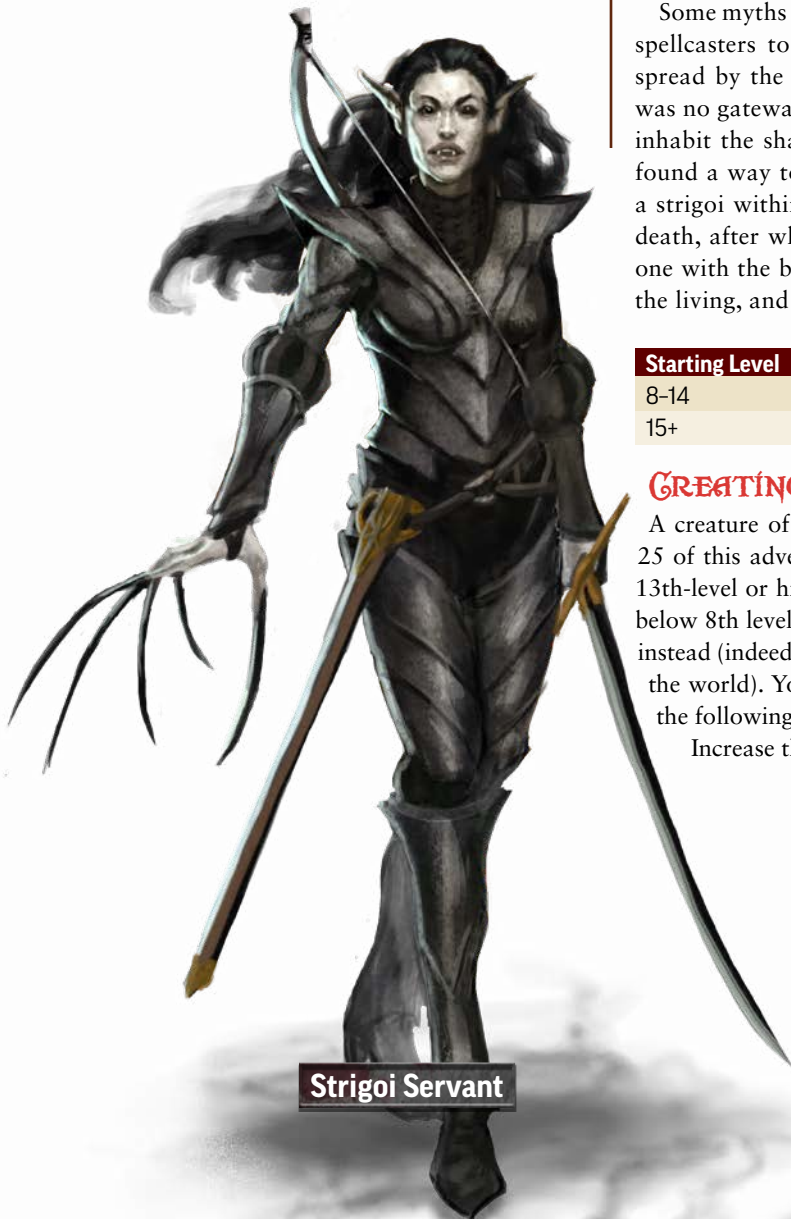 Some myths
spellcasters to
spread by the
was no gatewa
inhabit the sha
found a way to
a strigoi within
death, after wh
one with the b
the living, and
Starting Level
8–14
15+
CREATING
A creature of
25 of this adve
13th-level or hi
below 8th level
instead (indeed
the world). Yo
the following
Increase th
Strigoi Servant